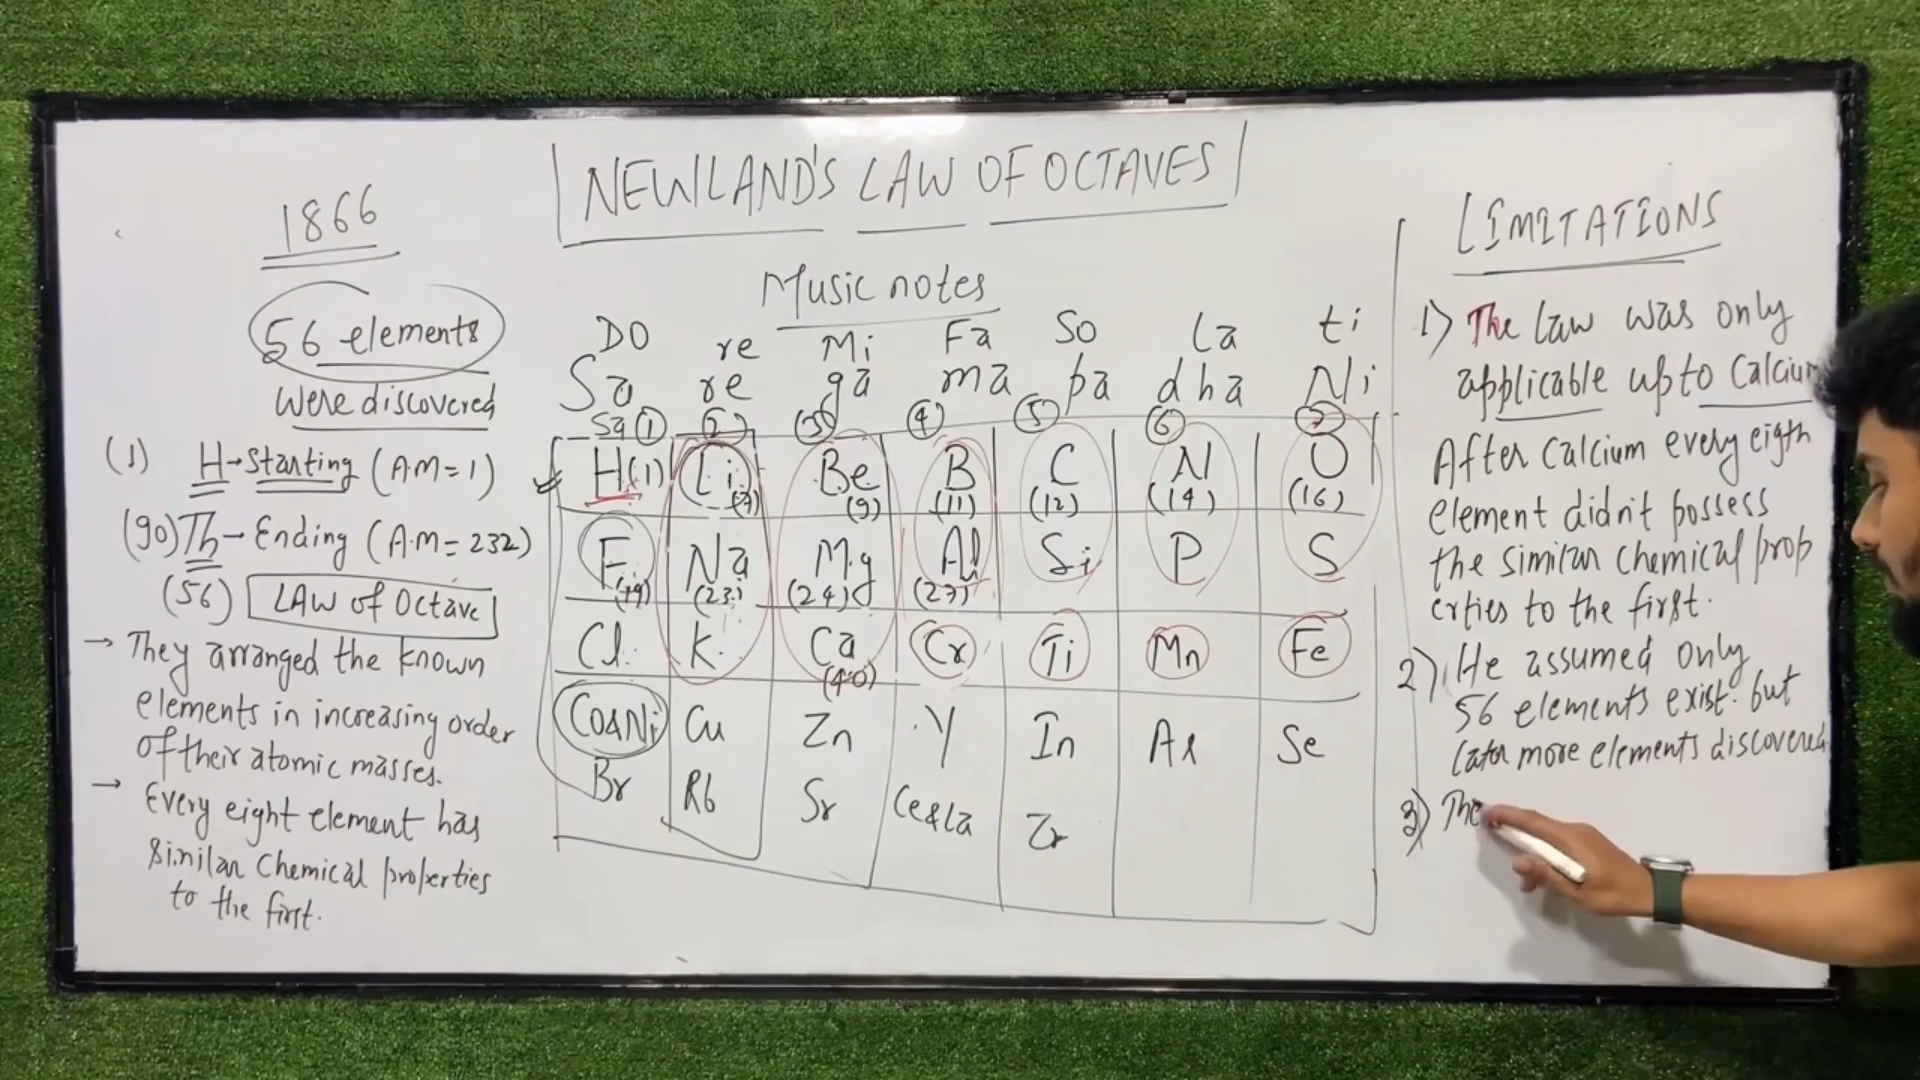 NEWLAND'S LAW OF OCTAVES
1866
56 elements
were discovered
(1) H→Starting (A.M=1)
(90) Th→Ending (A.M=232)
(56) LAW of Octave
→ They arranged the known
elements in increasing order
of their atomic masses.
→ Every eight element has
similar Chemical properties
to the first.
Music notes
DO re Mi Fa So La ti
Sa re ga ma pa dha Ni
Sa ① ② ③ ④ ⑤ ⑥ ⑦
H(1) Li Be B C N O
(7) (9) (11) (12) (14) (16)
F Na Mg Al Si P S
(19) (23) (24) (27)
Cl K Ca Cr Ti Mn Fe
(40)
Co&Ni Cu Zn Y In As Se
Br Rb Sr Ce&La Zr
LIMITATIONS
1) The law was only
applicable upto Calcium
After Calcium every eigth
element didn't possess
the similar chemical prop
erties to the first.
2) He assumed only
56 elements exist. but
later more elements discovered
3) The